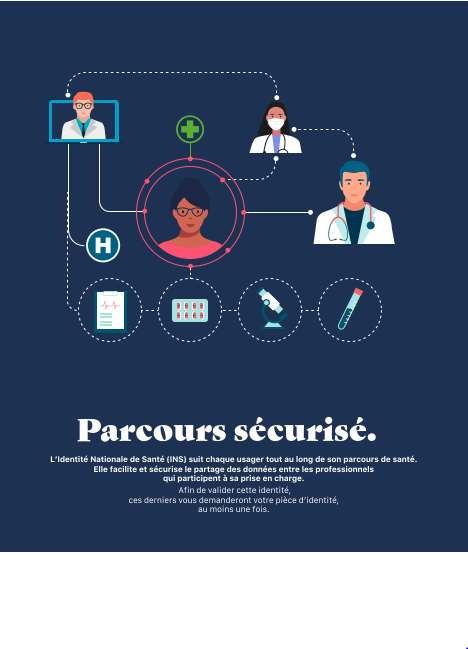 H
Parcours sécurisé.
L'Identité Nationale de Santé (INS) suit chaque usager tout au long de son parcours de santé.
Elle facilite et sécurise le partage des données entre les professionnels
qui participent à sa prise en charge.
Afin de valider cette identité,
ces derniers vous demanderont votre pièce d'identité,
au moins une fois.